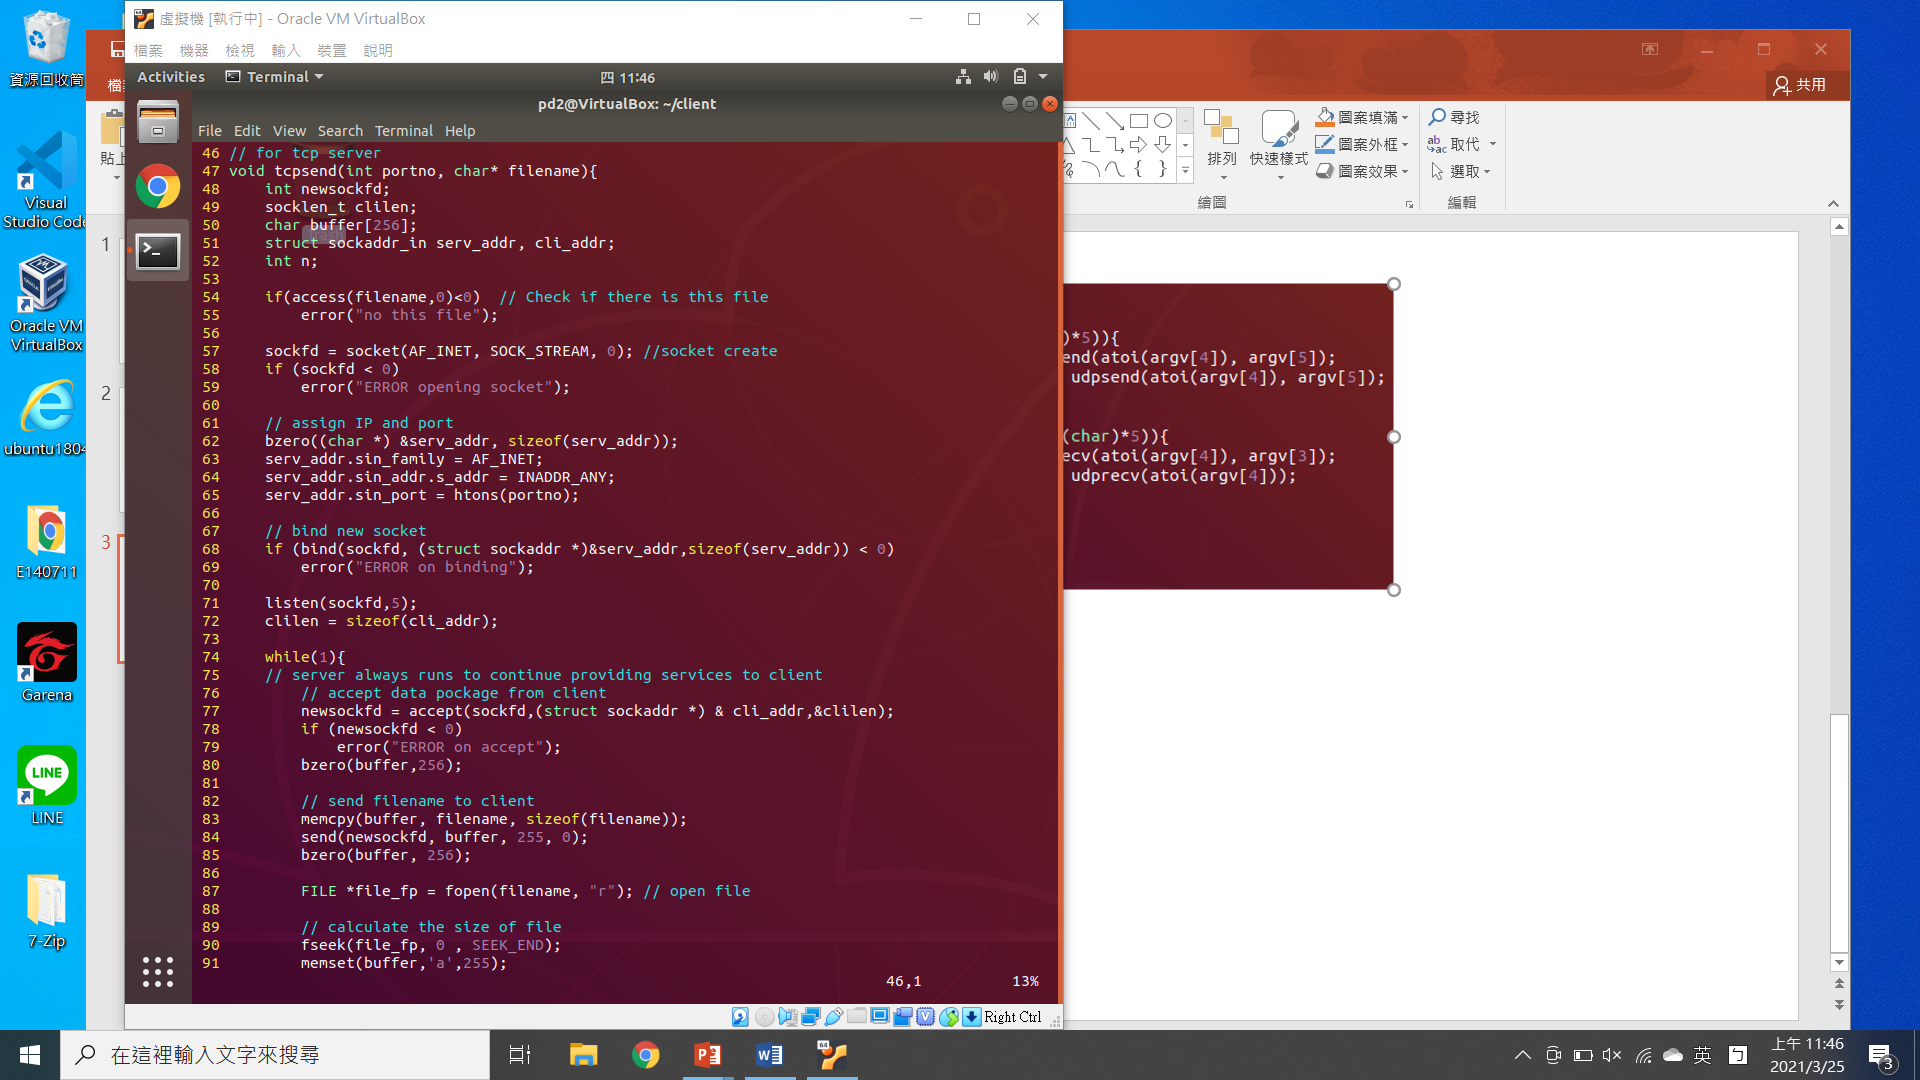 虛擬機 [執行中] - Oracle VM VirtualBox
檔案 機器 檢視 輸入 裝置 說明
Activities Terminal 四 11:46
pd2@VirtualBox: ~/client
File Edit View Search Terminal Help
46 // for tcp server
47 void tcpsend(int portno, char* filename){
48 int newsockfd;
49 socklen_t clilen;
50 char buffer[256];
51 struct sockaddr_in serv_addr, cli_addr;
52 int n;
53
54 if(access(filename,0)<0) // Check if there is this file
55 error("no this file");
56
57 sockfd = socket(AF_INET, SOCK_STREAM, 0); //socket create
58 if (sockfd < 0)
59 error("ERROR opening socket");
60
61 // assign IP and port
62 bzero((char *) &serv_addr, sizeof(serv_addr));
63 serv_addr.sin_family = AF_INET;
64 serv_addr.sin_addr.s_addr = INADDR_ANY;
65 serv_addr.sin_port = htons(portno);
66
67 // bind new socket
68 if (bind(sockfd, (struct sockaddr *)&serv_addr,sizeof(serv_addr)) < 0)
69 error("ERROR on binding");
70
71 listen(sockfd,5);
72 clilen = sizeof(cli_addr);
73
74 while(1){
75 // server always runs to continue providing services to client
76 // accept data pockage from client
77 newsockfd = accept(sockfd,(struct sockaddr *) & cli_addr,&clilen);
78 if (newsockfd < 0)
79 error("ERROR on accept");
80 bzero(buffer,256);
81
82 // send filename to client
83 memcpy(buffer, filename, sizeof(filename));
84 send(newsockfd, buffer, 255, 0);
85 bzero(buffer, 256);
86
87 FILE *file_fp = fopen(filename, "r"); // open file
88
89 // calculate the size of file
90 fseek(file_fp, 0 , SEEK_END);
91 memset(buffer,'a',255);
46,1 13%
Right Ctrl
資源回收筒
Visual
Studio Code
Oracle VM
VirtualBox
ubuntu1804
E140711
Garena
LINE
7-Zip
檔
貼上
1
2
3
共用
排列
快速樣式
圖案填滿
圖案外框
圖案效果
繪圖
尋找
取代
選取
編輯
)*5)){
end(atoi(argv[4]), argv[5]);
udpsend(atoi(argv[4]), argv[5]);
(char)*5)){
ecv(atoi(argv[4]), argv[3]);
udprecv(atoi(argv[4]));
在這裡輸入文字來搜尋
英
ㄅ
上午 11:46
2021/3/25
3